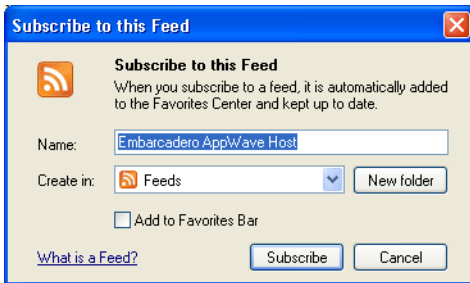 Subscribe to this Feed
Subscribe to this Feed
When you subscribe to a feed, it is automatically added
to the Favorites Center and kept up to date.
Name: Embarcadero AppWave Host
Create in: Feeds New folder
Add to Favorites Bar
What is a Feed? Subscribe Cancel